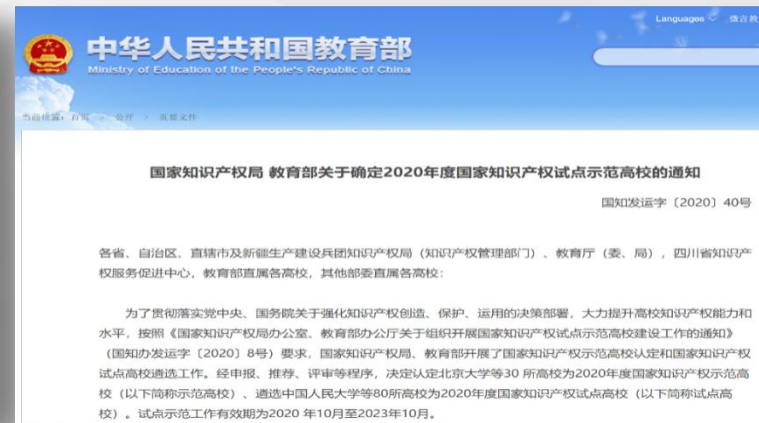 Languages
微言教
中华人民共和国教育部
Ministry of Education of the People's Republic of China
当前位置：首页 > 公开 >
国家知识产权局 教育部关于确定2020年度国家知识产权试点示范高校的通知
国知发运字〔2020〕40号
各省、自治区、直辖市及新疆生产建设兵团知识产权局（知识产权管理部门）、教育厅（委、局），四川省知识产
权服务促进中心，教育部直属各高校，其他部委直属各高校：
为了贯彻落实党中央、国务院关于强化知识产权创造、保护、运用的决策部署，大力提升高校知识产权能力和
水平，按照《国家知识产权局办公室、教育部办公厅关于组织开展国家知识产权试点示范高校建设工作的通知》
（国知办发运字〔2020〕8号）要求，国家知识产权局、教育部开展了国家知识产权示范高校认定和国家知识产权
试点高校遴选工作。经申报、推荐、评审等程序，决定认定北京大学等30 所高校为2020年度国家知识产权示范高
校（以下简称示范高校）、遴选中国人民大学等80所高校为2020年度国家知识产权试点高校（以下简称试点高
校）。试点示范工作有效期为2020 年10月至2023年10月。